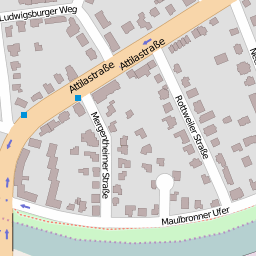 Ludwigsburger Weg
Attilastraße
Attilastraße
Mergentheimer Straße
Rottweiler Straße
Maulbronner Ufer